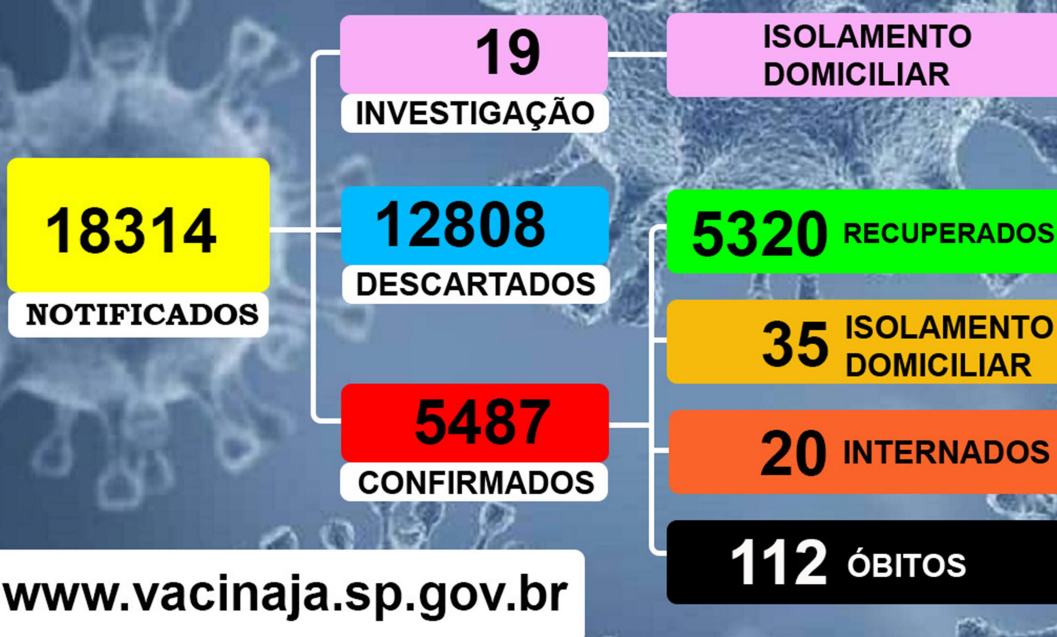 18314
NOTIFICADOS
19
INVESTIGAÇÃO
ISOLAMENTO
DOMICILIAR
12808
DESCARTADOS
5487
CONFIRMADOS
5320 RECUPERADOS
35 ISOLAMENTO
DOMICILIAR
20 INTERNADOS
112 ÓBITOS
www.vacinaja.sp.gov.br